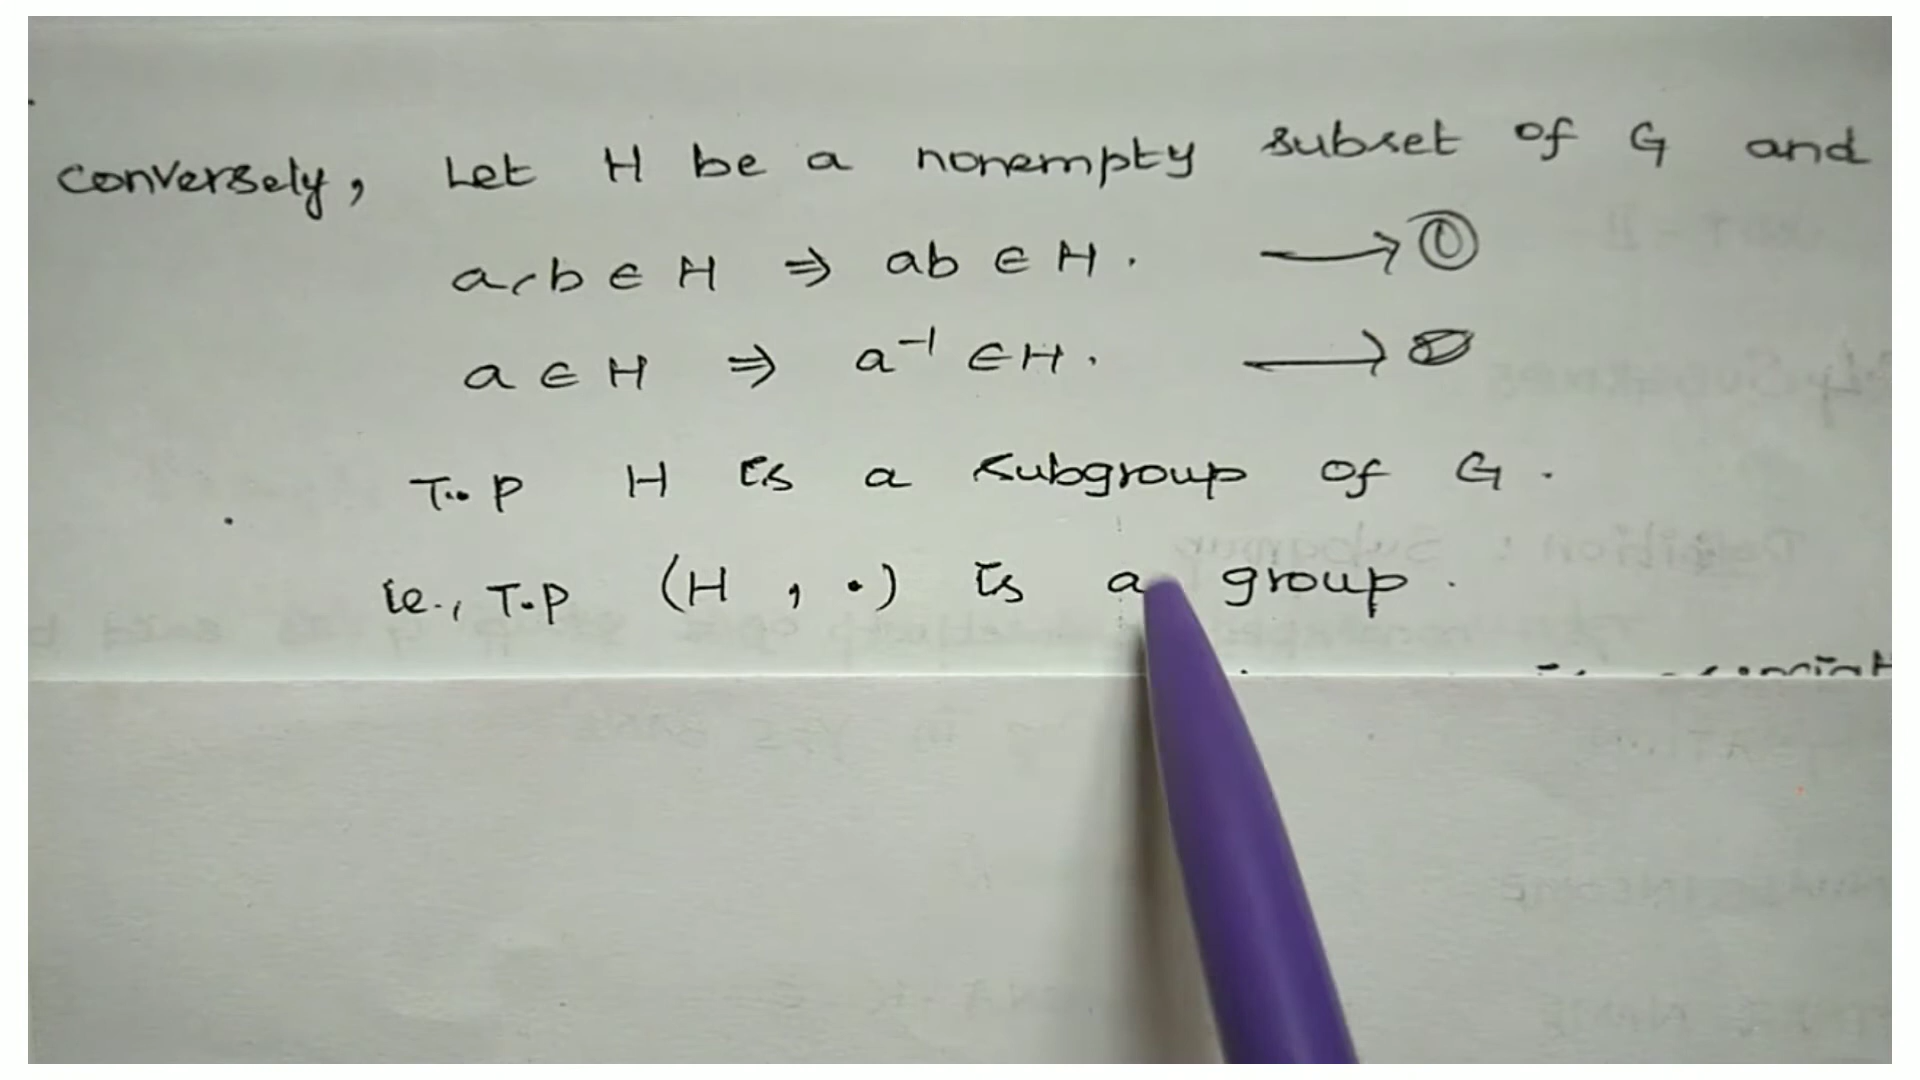 conversely, Let H be a nonempty subset of G and
a, b ∈ H ⇒ ab ∈ H. ⟶ ①
a ∈ H ⇒ a⁻¹ ∈ H. ⟶ ②
T.P H is a subgroup of G.
ie., T.P (H , •) is a group.